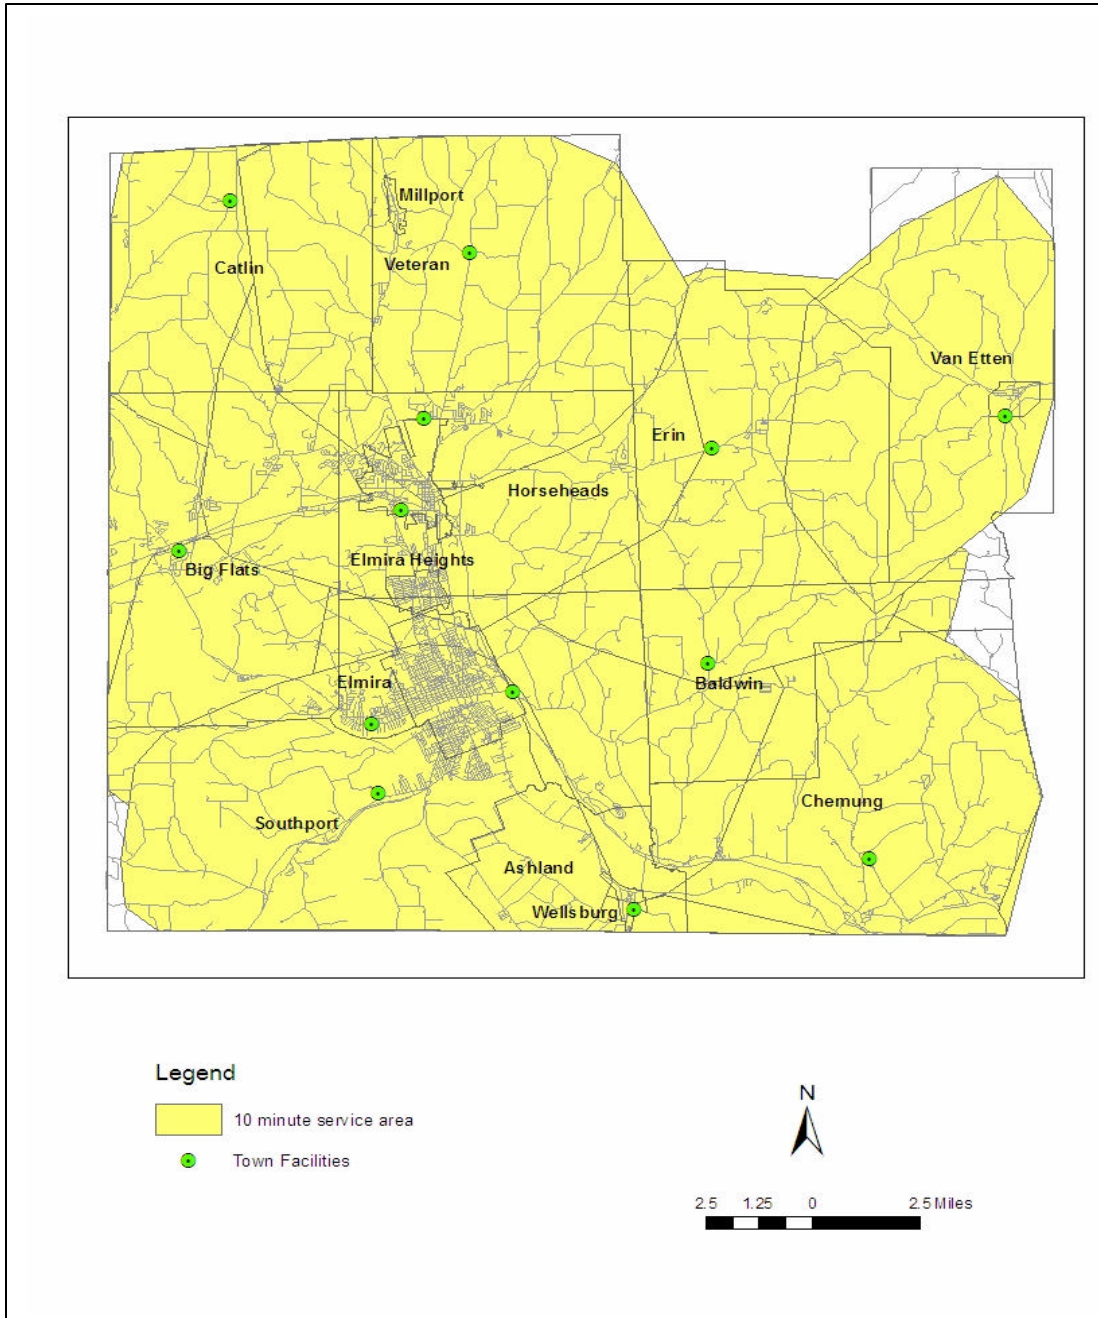 Millport
Catlin
Veteran
Van Etten
Erin
Horseheads
Elmira Heights
Big Flats
Elmira
Baldwin
Chemung
Southport
Ashland
Wellsburg
Legend
10 minute service area
Town Facilities
N
2.5 1.25 0 2.5 Miles